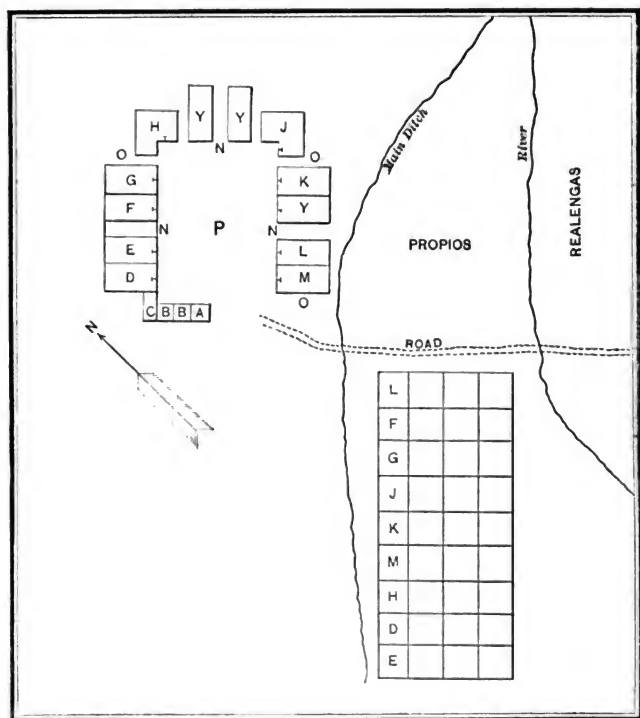 Y Y
H J
N
O O
G K
F Y
N P N
E L
D M
O
C B B A
N
Main Ditch
River
PROPIOS
REALENGAS
ROAD
L
F
G
J
K
M
H
D
E